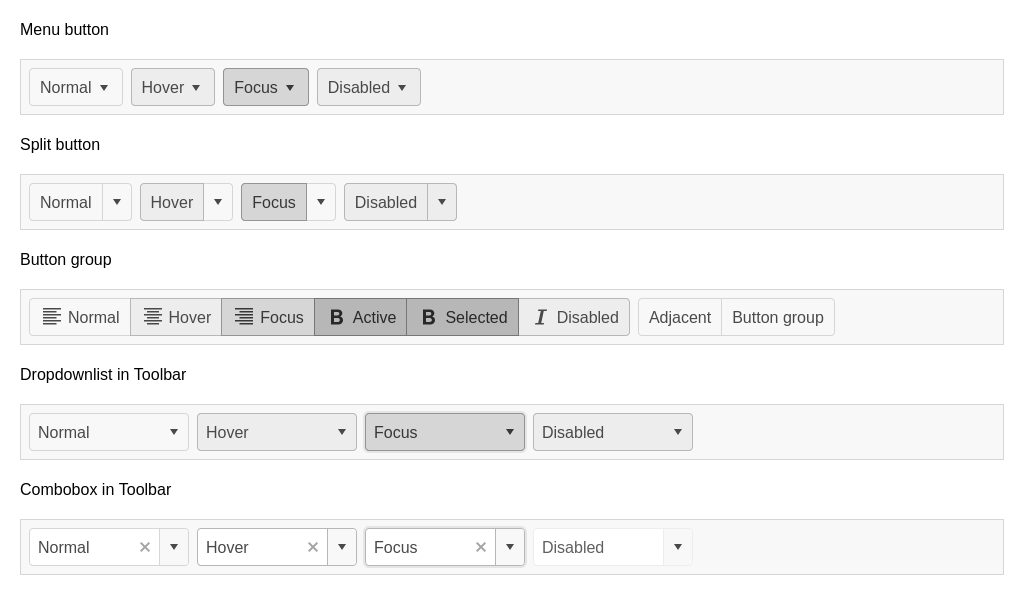 Menu button
Normal Hover Focus Disabled
Split button
Normal Hover Focus Disabled
Button group
Normal Hover Focus Active Selected Disabled Adjacent Button group
Dropdownlist in Toolbar
Normal Hover Focus Disabled
Combobox in Toolbar
Normal Hover Focus Disabled